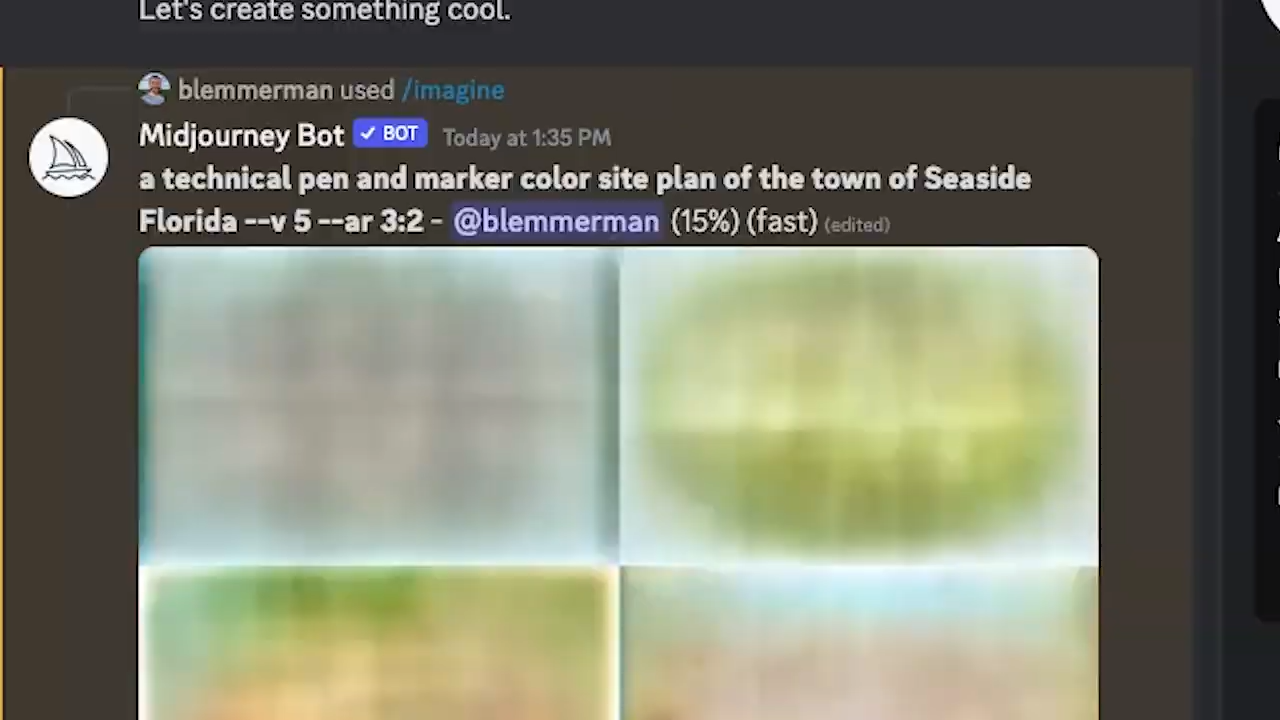 Let's create something cool.
blemmerman used /imagine
Midjourney Bot ✓ BOT Today at 1:35 PM
a technical pen and marker color site plan of the town of Seaside
Florida --v 5 --ar 3:2 - @blemmerman (15%) (fast) (edited)